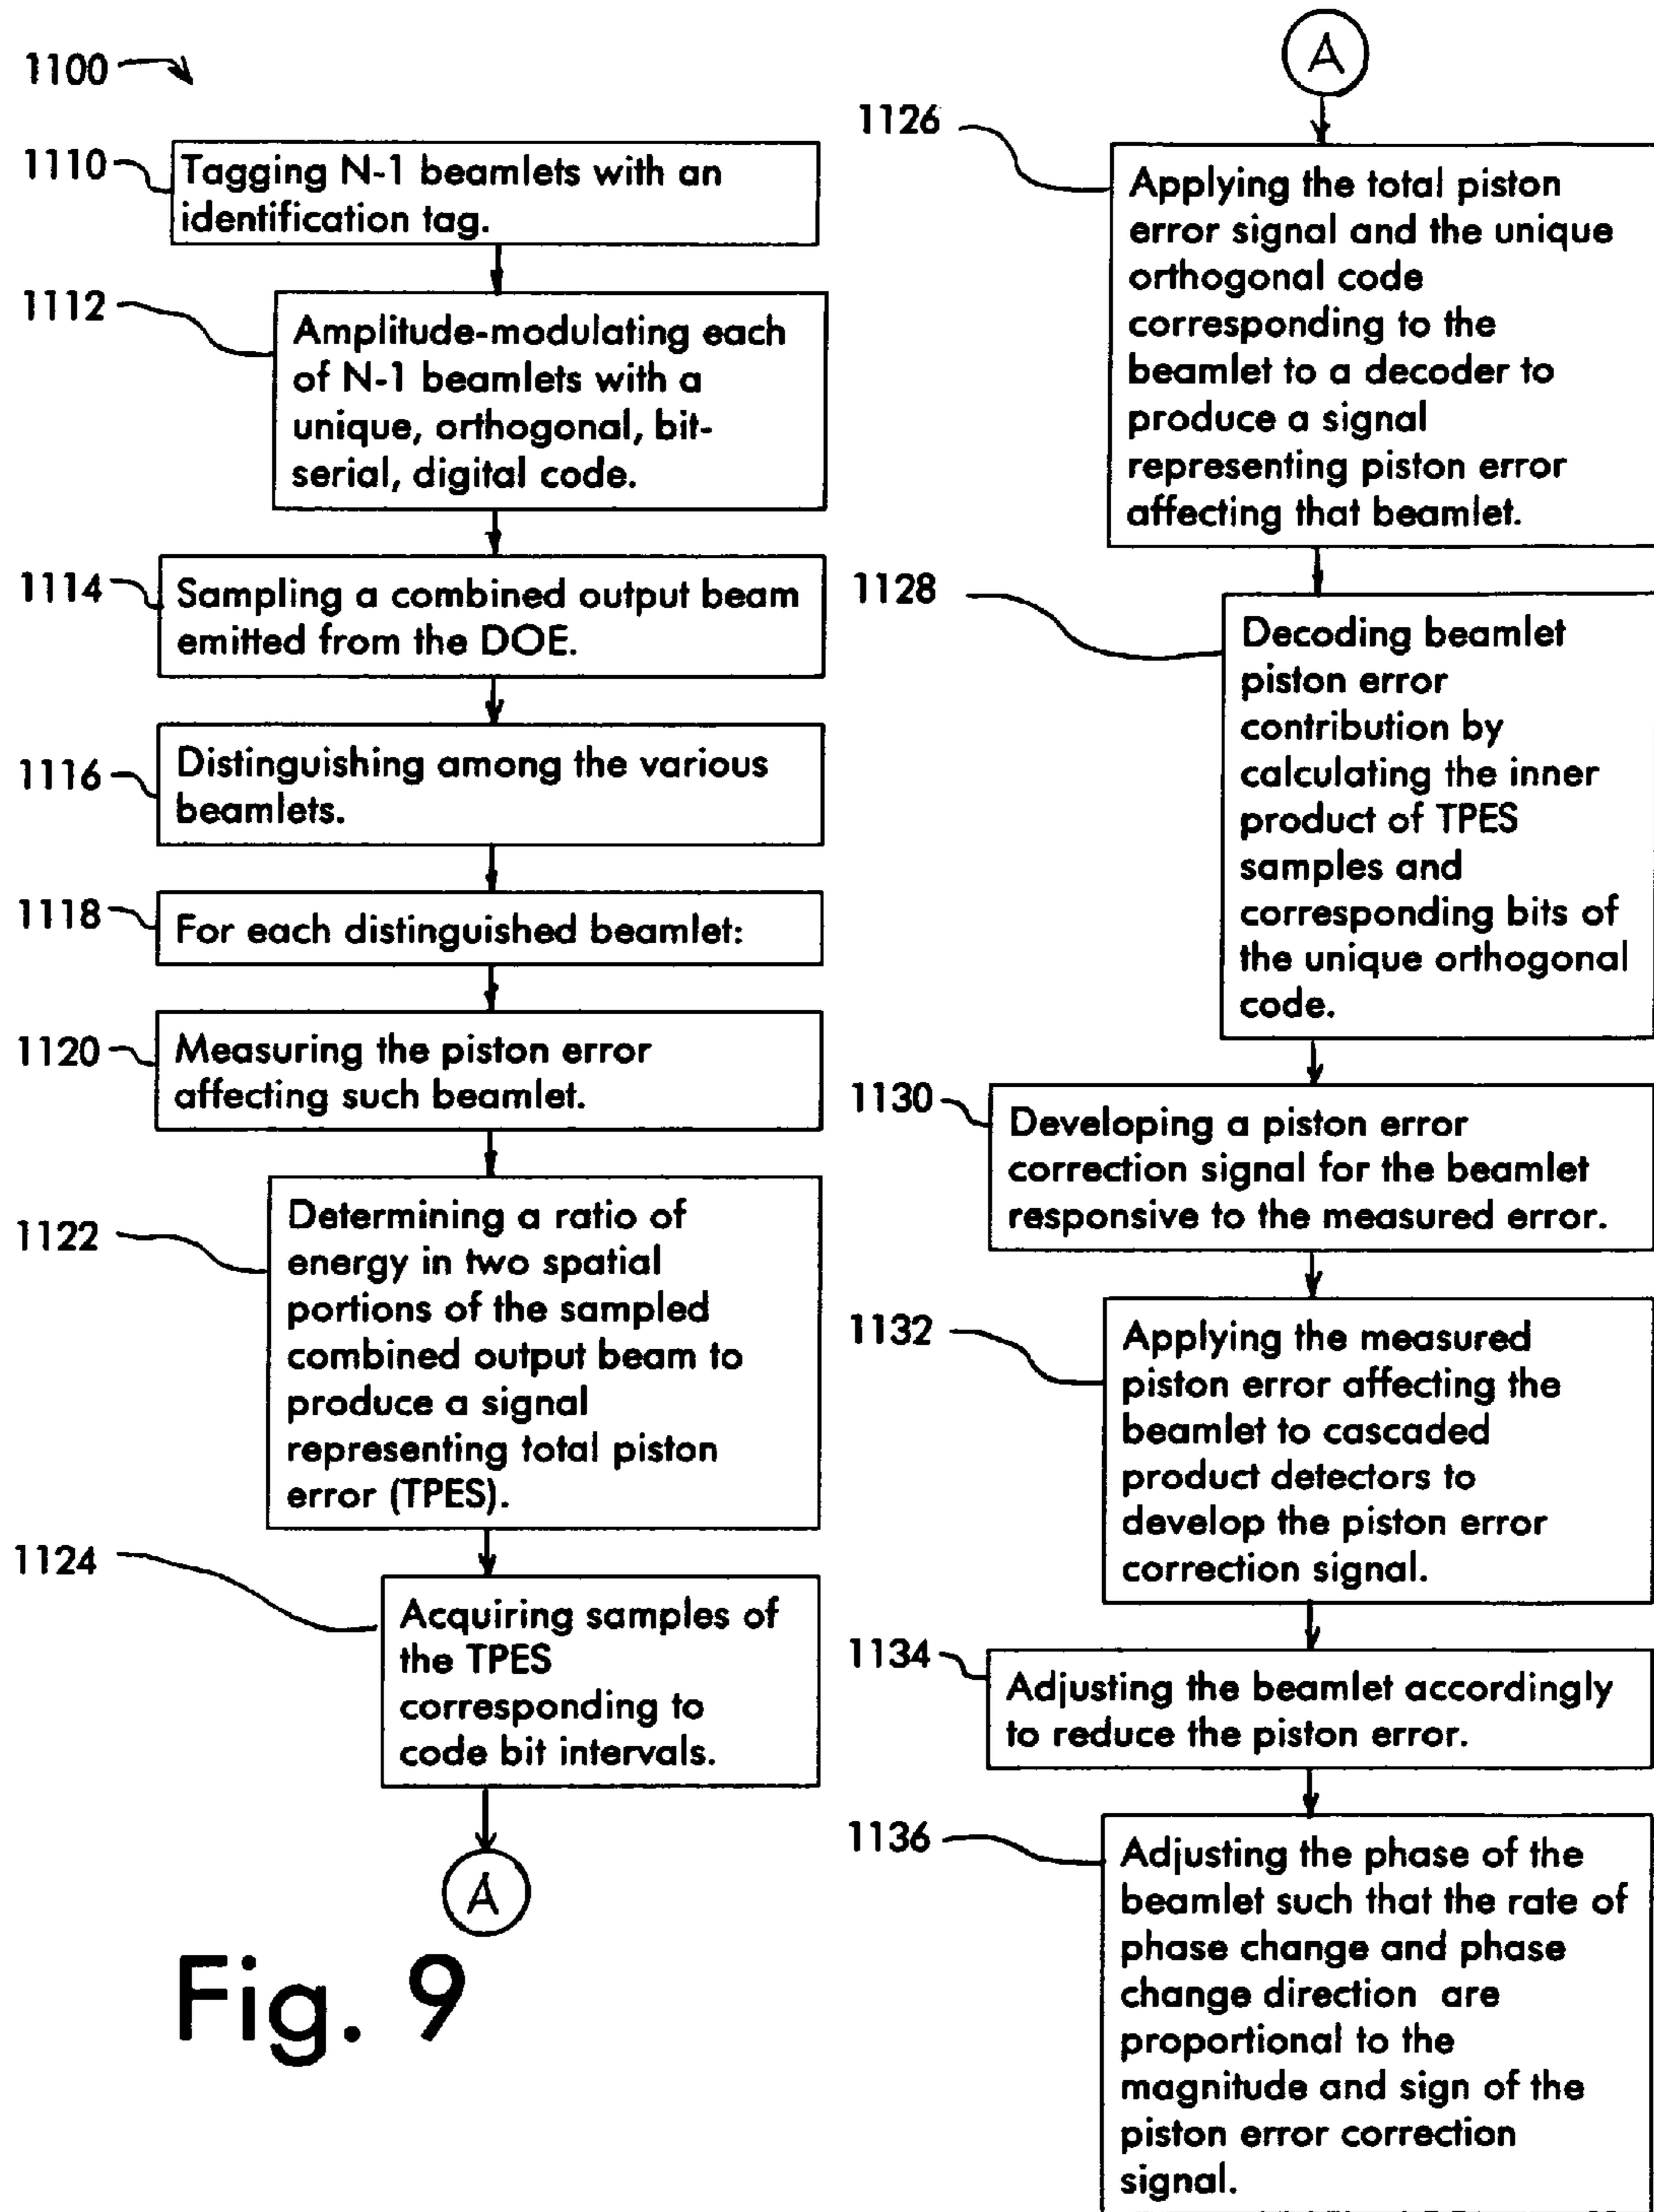 1100
1110
Tagging N-1 beamlets with an
identification tag.
1112
Amplitude-modulating each
of N-1 beamlets with a
unique, orthogonal, bit-
serial, digital code.
1114
Sampling a combined output beam
emitted from the DOE.
1116
Distinguishing among the various
beamlets.
1118
For each distinguished beamlet:
1120
Measuring the piston error
affecting such beamlet.
1122
Determining a ratio of
energy in two spatial
portions of the sampled
combined output beam to
produce a signal
representing total piston
error (TPES).
1124
Acquiring samples of
the TPES
corresponding to
code bit intervals.
A
Fig. 9
A
1126
Applying the total piston
error signal and the unique
orthogonal code
corresponding to the
beamlet to a decoder to
produce a signal
representing piston error
affecting that beamlet.
1128
Decoding beamlet
piston error
contribution by
calculating the inner
product of TPES
samples and
corresponding bits of
the unique orthogonal
code.
1130
Developing a piston error
correction signal for the beamlet
responsive to the measured error.
1132
Applying the measured
piston error affecting the
beamlet to cascaded
product detectors to
develop the piston error
correction signal.
1134
Adjusting the beamlet accordingly
to reduce the piston error.
1136
Adjusting the phase of the
beamlet such that the rate of
phase change and phase
change direction are
proportional to the
magnitude and sign of the
piston error correction
signal.